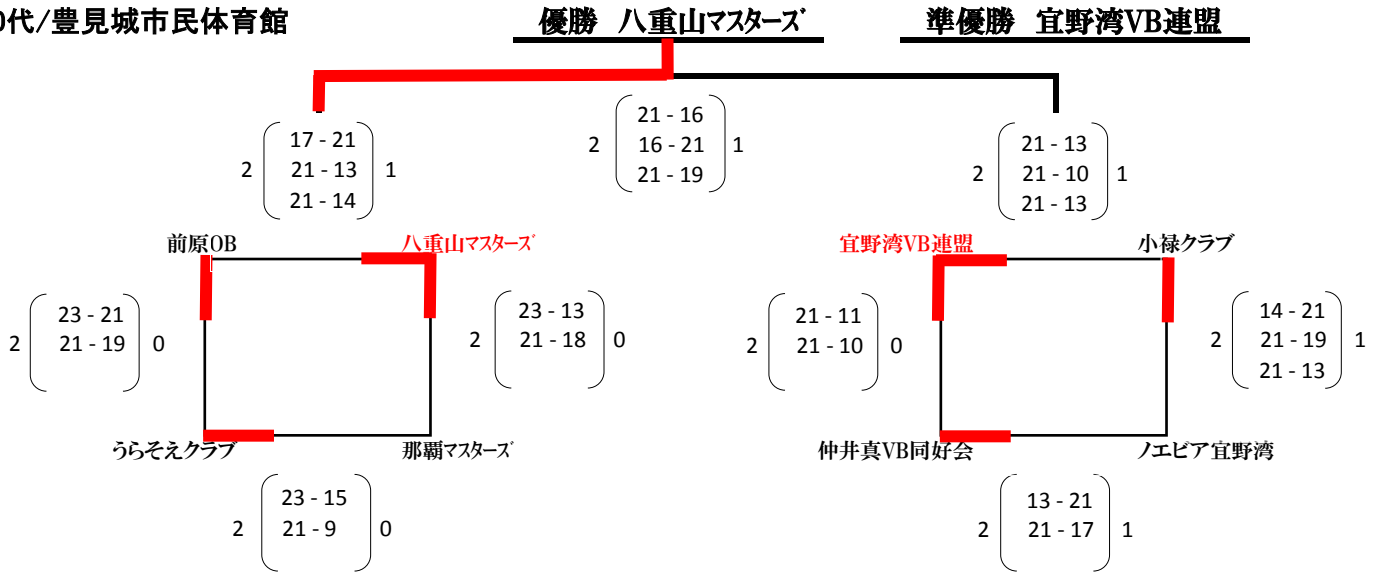 代/豊見城市民体育館
優勝 八重山マスターズ
準優勝 宜野湾VB連盟
2
21 - 16
16 - 21
21 - 19
1
2
17 - 21
21 - 13
21 - 14
1
2
21 - 13
21 - 10
21 - 13
1
前原OB
八重山マスターズ
宜野湾VB連盟
小禄クラブ
2
23 - 21
21 - 19
0
2
23 - 13
21 - 18
0
2
21 - 11
21 - 10
0
2
14 - 21
21 - 19
21 - 13
1
うらそえクラブ
那覇マスターズ
仲井真VB同好会
ノエビア宜野湾
2
23 - 15
21 - 9
0
2
13 - 21
21 - 17
1